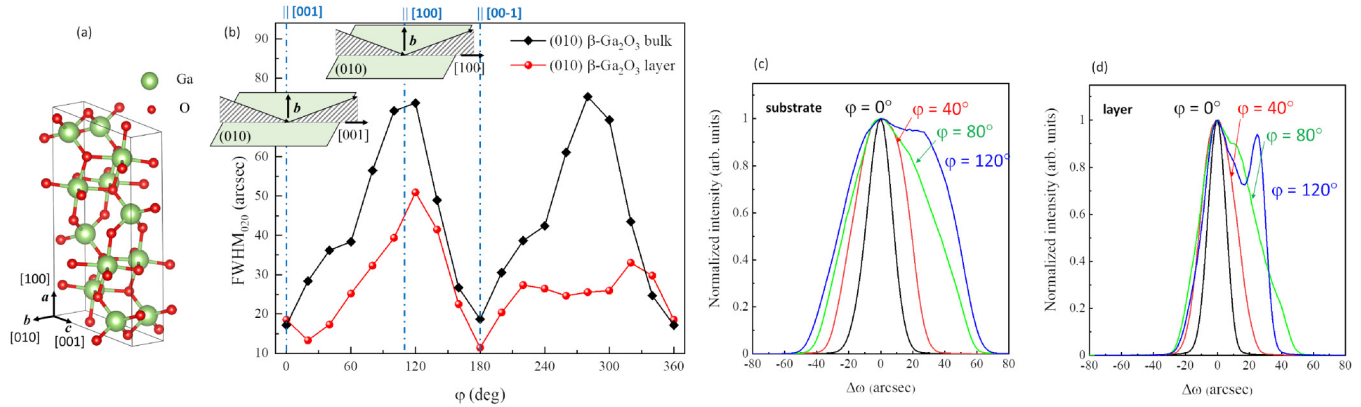 (a)
Ga
O
[100]
a
b
c
[010]
[001]
|| [001]
|| [100]
|| [00-1]
(b)
b
(010)
[100]
b
(010)
[001]
(010) β-Ga₂O₃ bulk
(010) β-Ga₂O₃ layer
FWHM₀₂₀ (arcsec)
90
80
70
60
50
40
30
20
10
0 60 120 180 240 300 360
φ (deg)
(c)
substrate
φ = 0°
φ = 40°
φ = 80°
φ = 120°
Normalized intensity (arb. units)
1
0.8
0.6
0.4
0.2
0
-80 -60 -40 -20 0 20 40 60 80
Δω (arcsec)
(d)
layer
φ = 0°
φ = 40°
φ = 80°
φ = 120°
Normalized intensity (arb. units)
1
0.8
0.6
0.4
0.2
0
-80 -60 -40 -20 0 20 40 60 80
Δω (arcsec)